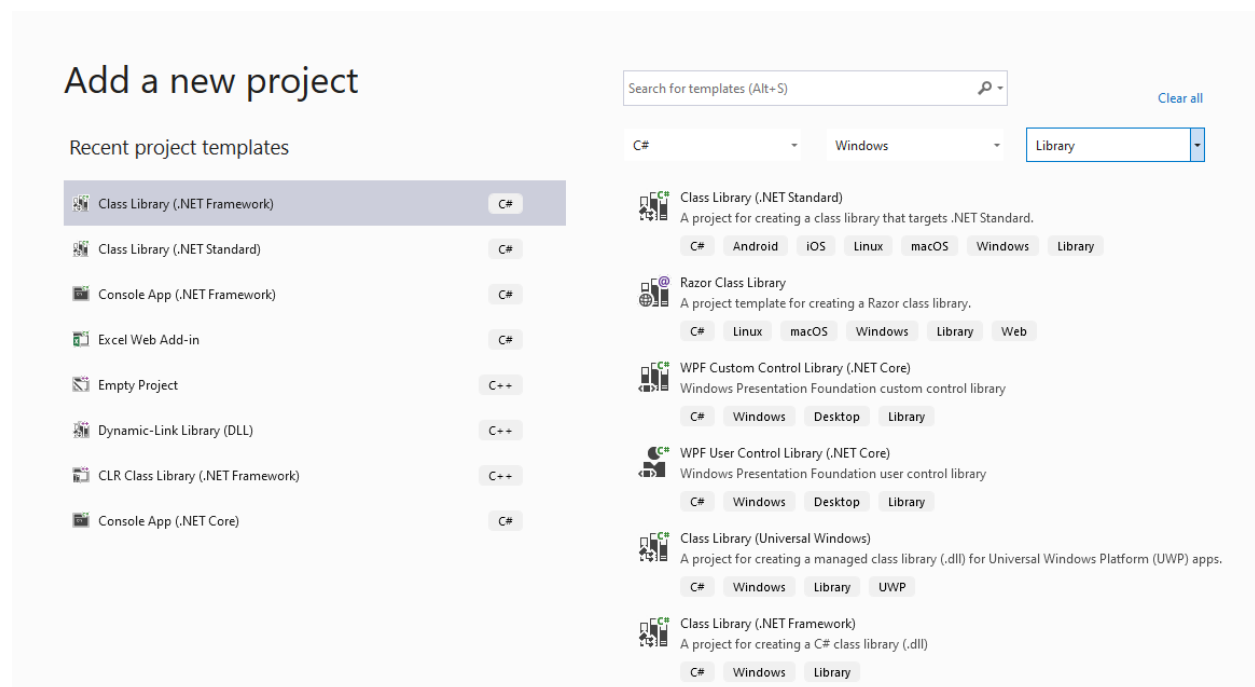 Add a new project
Search for templates (Alt+S)
Clear all
Recent project templates
C#
Windows
Library
Class Library (.NET Framework)
C#
Class Library (.NET Standard)
C#
Console App (.NET Framework)
C#
Excel Web Add-in
C#
Empty Project
C++
Dynamic-Link Library (DLL)
C++
CLR Class Library (.NET Framework)
C++
Console App (.NET Core)
C#
Class Library (.NET Standard)
A project for creating a class library that targets .NET Standard.
C# Android iOS Linux macOS Windows Library
Razor Class Library
A project template for creating a Razor class library.
C# Linux macOS Windows Library Web
WPF Custom Control Library (.NET Core)
Windows Presentation Foundation custom control library
C# Windows Desktop Library
WPF User Control Library (.NET Core)
Windows Presentation Foundation user control library
C# Windows Desktop Library
Class Library (Universal Windows)
A project for creating a managed class library (.dll) for Universal Windows Platform (UWP) apps.
C# Windows Library UWP
Class Library (.NET Framework)
A project for creating a C# class library (.dll)
C# Windows Library